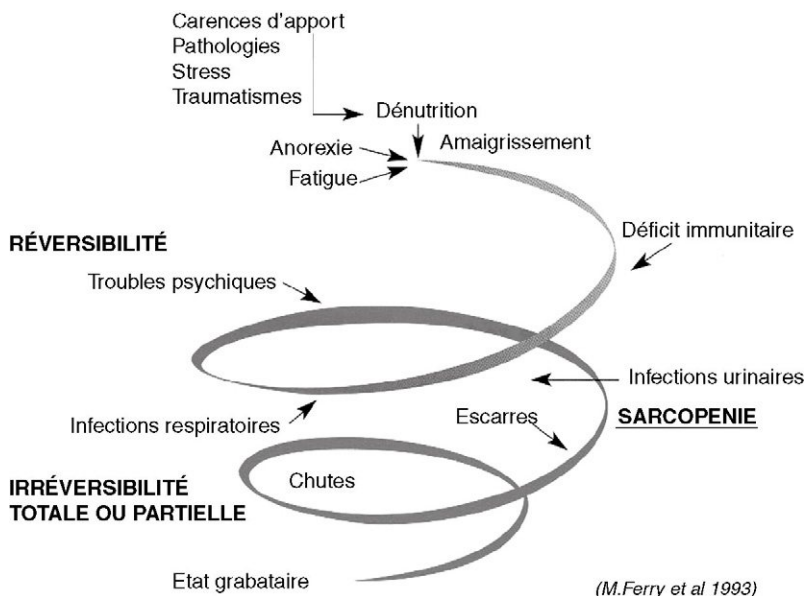 Carences d'apport
Pathologies
Stress
Traumatismes
Dénutrition
Anorexie
Amaigrissement
Fatigue
Déficit immunitaire
RÉVERSIBILITÉ
Troubles psychiques
Infections urinaires
Infections respiratoires
Escarres
SARCOPENIE
Chutes
IRRÉVERSIBILITÉ
TOTALE OU PARTIELLE
Etat grabataire
(M.Ferry et al 1993)